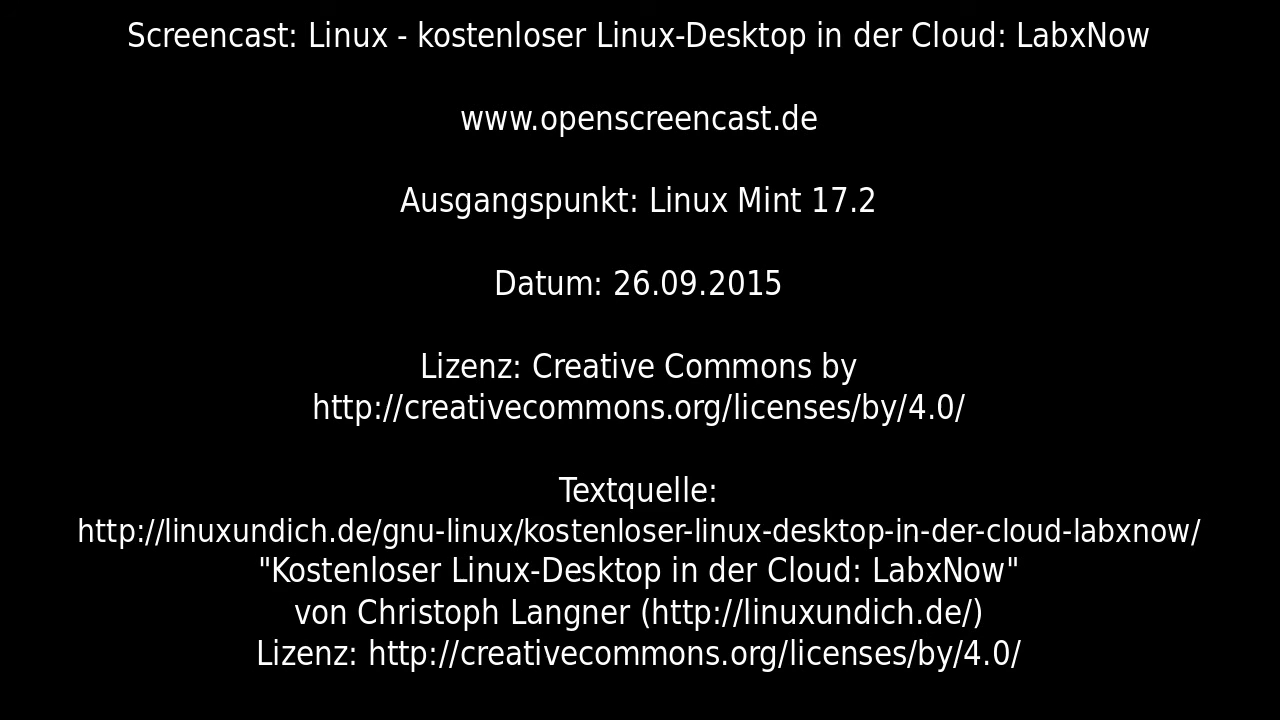 Screencast: Linux - kostenloser Linux-Desktop in der Cloud: LabxNow
www.openscreencast.de
Ausgangspunkt: Linux Mint 17.2
Datum: 26.09.2015
Lizenz: Creative Commons by
http://creativecommons.org/licenses/by/4.0/
Textquelle:
http://linuxundich.de/gnu-linux/kostenloser-linux-desktop-in-der-cloud-labxnow/
"Kostenloser Linux-Desktop in der Cloud: LabxNow"
von Christoph Langner (http://linuxundich.de/)
Lizenz: http://creativecommons.org/licenses/by/4.0/